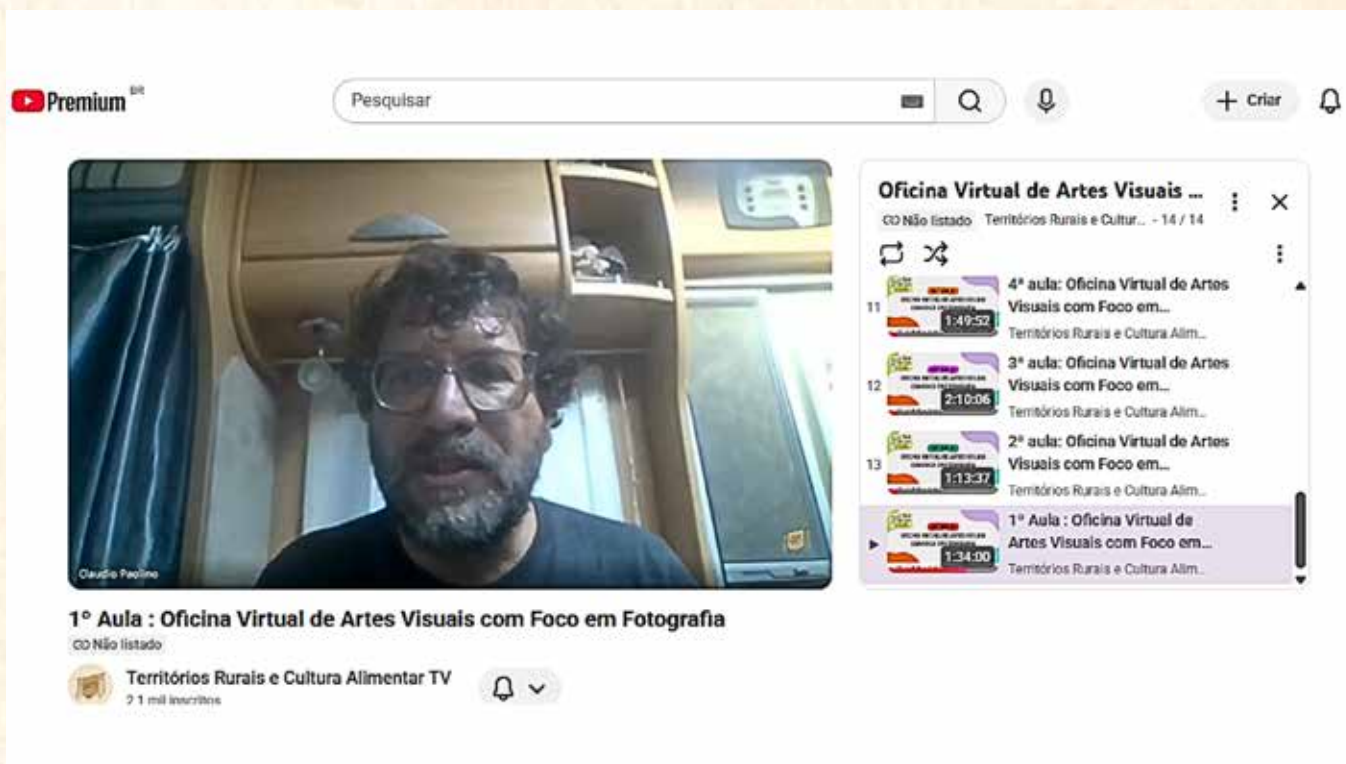 Premium BR
Pesquisar
+ Criar
Claudio Paolino
1º Aula : Oficina Virtual de Artes Visuais com Foco em Fotografia
Não listado
Territórios Rurais e Cultura Alimentar TV
2,1 mil inscritos
Oficina Virtual de Artes Visuais ...
Não listado Territórios Rurais e Cultur... - 14 / 14
11
1:49:52
4ª aula: Oficina Virtual de Artes
Visuais com Foco em...
Territórios Rurais e Cultura Alim...
12
2:10:06
3ª aula: Oficina Virtual de Artes
Visuais com Foco em...
Territórios Rurais e Cultura Alim...
13
1:13:37
2ª aula: Oficina Virtual de Artes
Visuais com Foco em...
Territórios Rurais e Cultura Alim...
1:34:00
1º Aula : Oficina Virtual de
Artes Visuais com Foco em...
Territórios Rurais e Cultura Alim...